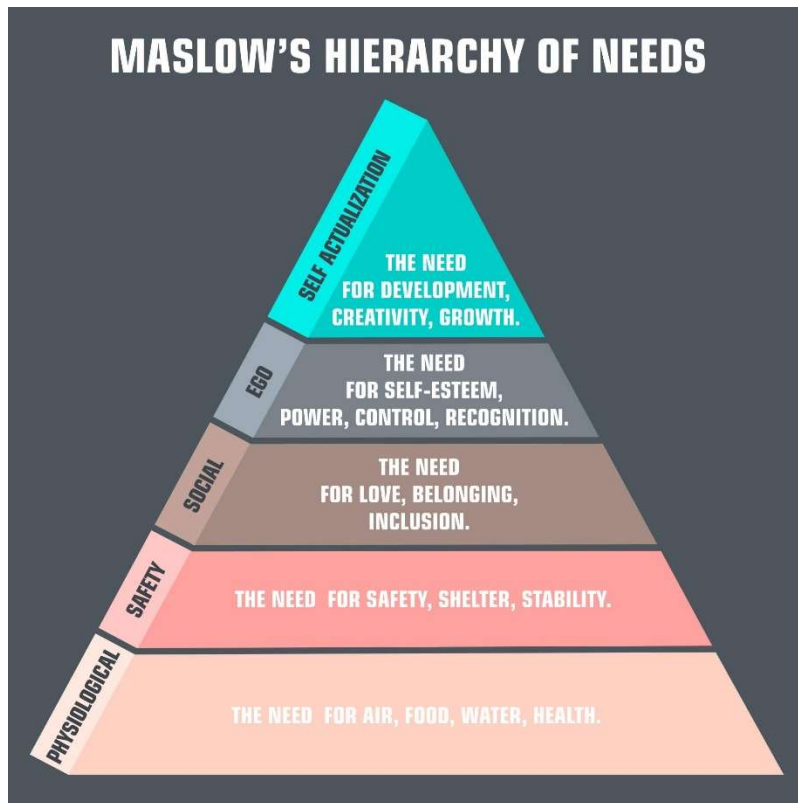 MASLOW'S HIERARCHY OF NEEDS
SELF ACTUALIZATION
THE NEED
FOR DEVELOPMENT,
CREATIVITY, GROWTH.
EGO
THE NEED
FOR SELF-ESTEEM,
POWER, CONTROL, RECOGNITION.
SOCIAL
THE NEED
FOR LOVE, BELONGING,
INCLUSION.
SAFETY
THE NEED FOR SAFETY, SHELTER, STABILITY.
PHYSIOLOGICAL
THE NEED FOR AIR, FOOD, WATER, HEALTH.